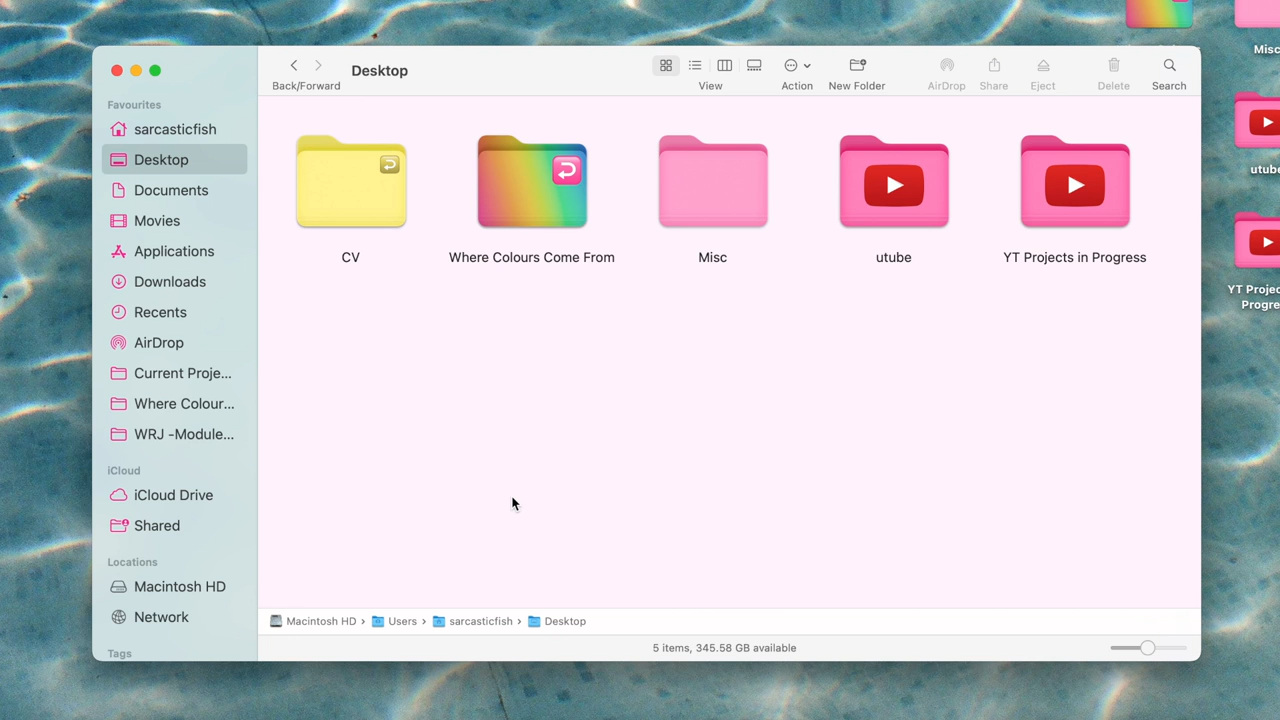 Misc
Back/Forward
Desktop
View
Action
New Folder
AirDrop
Share
Eject
Delete
Search
Favourites
sarcasticfish
Desktop
Documents
Movies
Applications
Downloads
Recents
AirDrop
Current Proje...
Where Colour...
WRJ -Module...
iCloud
iCloud Drive
Shared
Locations
Macintosh HD
Network
Tags
CV
Where Colours Come From
Misc
utube
YT Projects in Progress
utube
YT Projec
Progre
Macintosh HD › Users › sarcasticfish › Desktop
5 items, 345.58 GB available